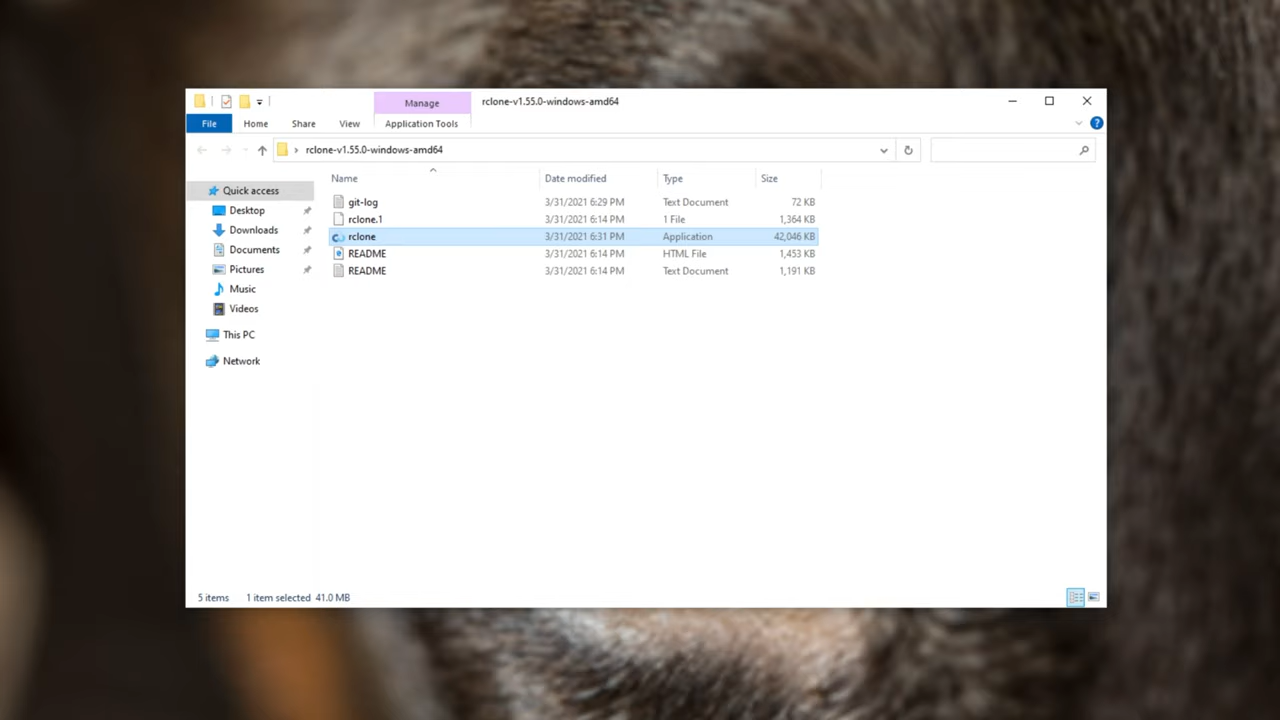 Manage
rclone-v1.55.0-windows-amd64
File Home Share View Application Tools
rclone-v1.55.0-windows-amd64
Name Date modified Type Size
Quick access
Desktop
Downloads
Documents
Pictures
Music
Videos
This PC
Network
git-log 3/31/2021 6:29 PM Text Document 72 KB
rclone.1 3/31/2021 6:14 PM 1 File 1,364 KB
rclone 3/31/2021 6:31 PM Application 42,046 KB
README 3/31/2021 6:14 PM HTML File 1,453 KB
README 3/31/2021 6:14 PM Text Document 1,191 KB
5 items 1 item selected 41.0 MB